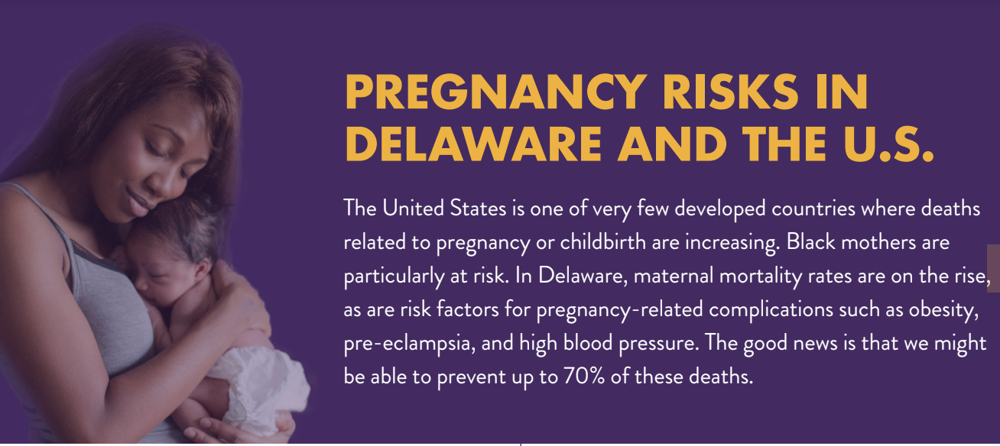 PREGNANCY RISKS IN
DELAWARE AND THE U.S.
The United States is one of very few developed countries where deaths
related to pregnancy or childbirth are increasing. Black mothers are
particularly at risk. In Delaware, maternal mortality rates are on the rise,
as are risk factors for pregnancy-related complications such as obesity,
pre-eclampsia, and high blood pressure. The good news is that we might
be able to prevent up to 70% of these deaths.